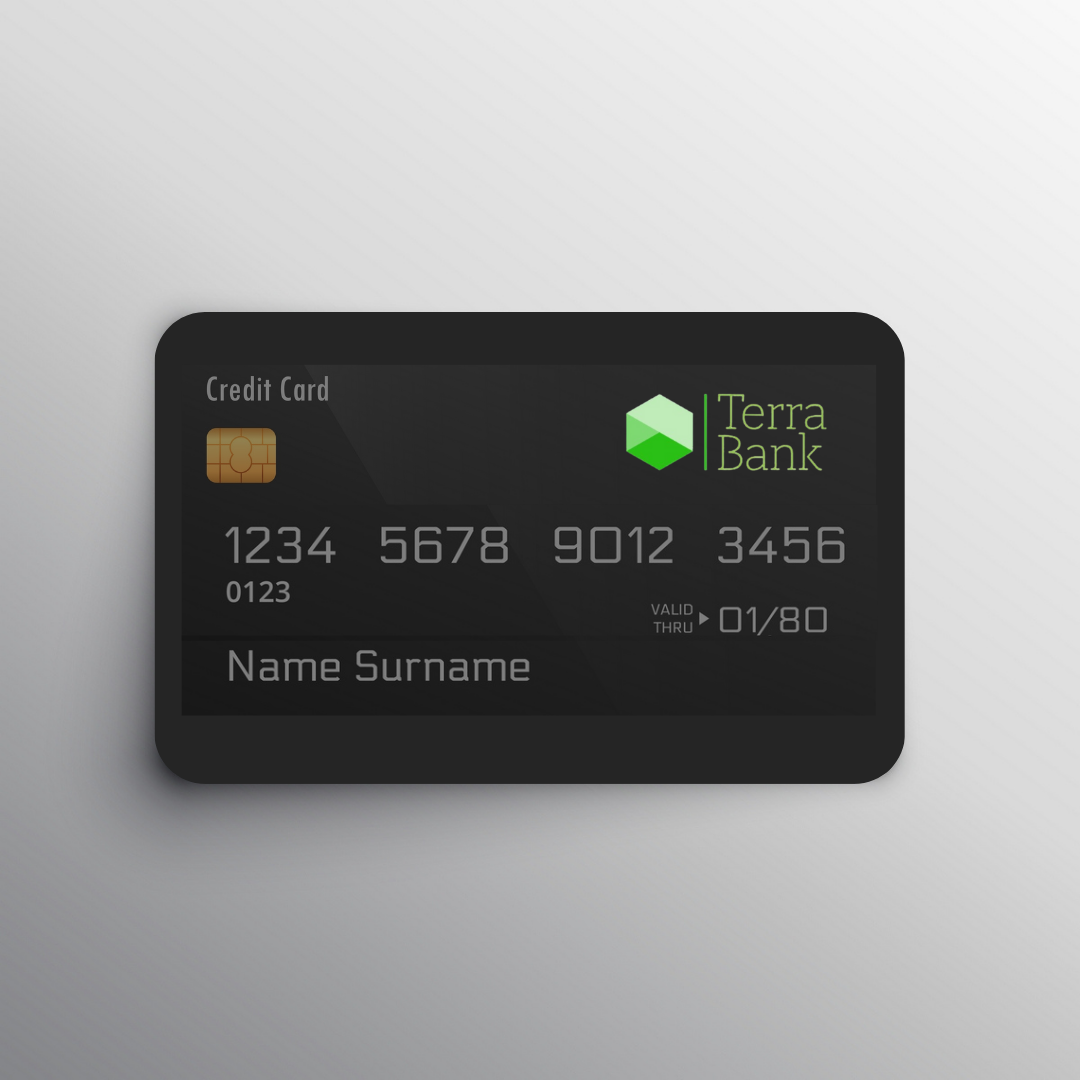 Credit Card
Terra
Bank
1234 5678 9012 3456
0123
VALID
THRU
01/80
Name Surname